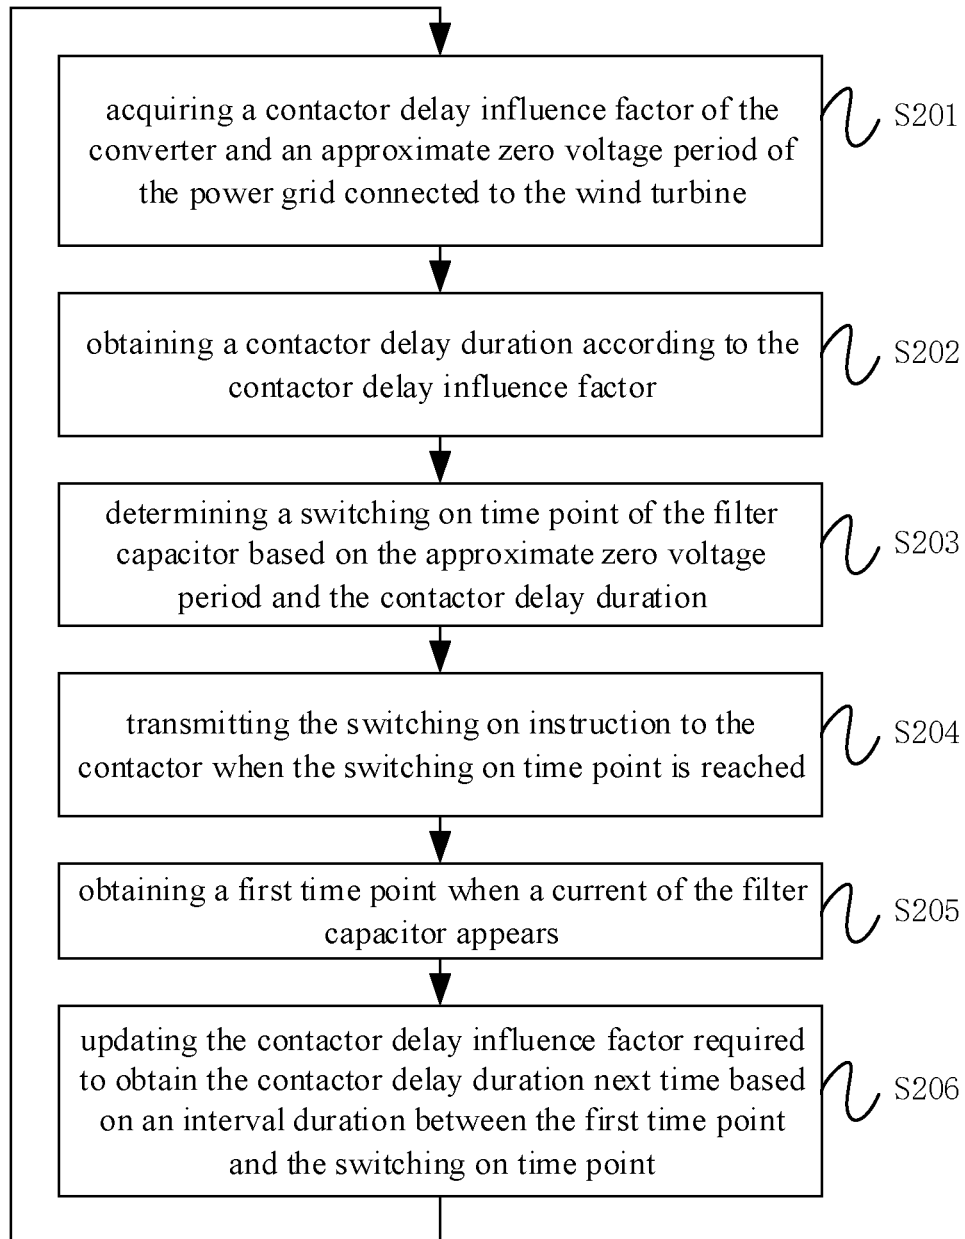 acquiring a contactor delay influence factor of the
converter and an approximate zero voltage period of
the power grid connected to the wind turbine
S201
obtaining a contactor delay duration according to the
contactor delay influence factor
S202
determining a switching on time point of the filter
capacitor based on the approximate zero voltage
period and the contactor delay duration
S203
transmitting the switching on instruction to the
contactor when the switching on time point is reached
S204
obtaining a first time point when a current of the filter
capacitor appears
S205
updating the contactor delay influence factor required
to obtain the contactor delay duration next time based
on an interval duration between the first time point
and the switching on time point
S206